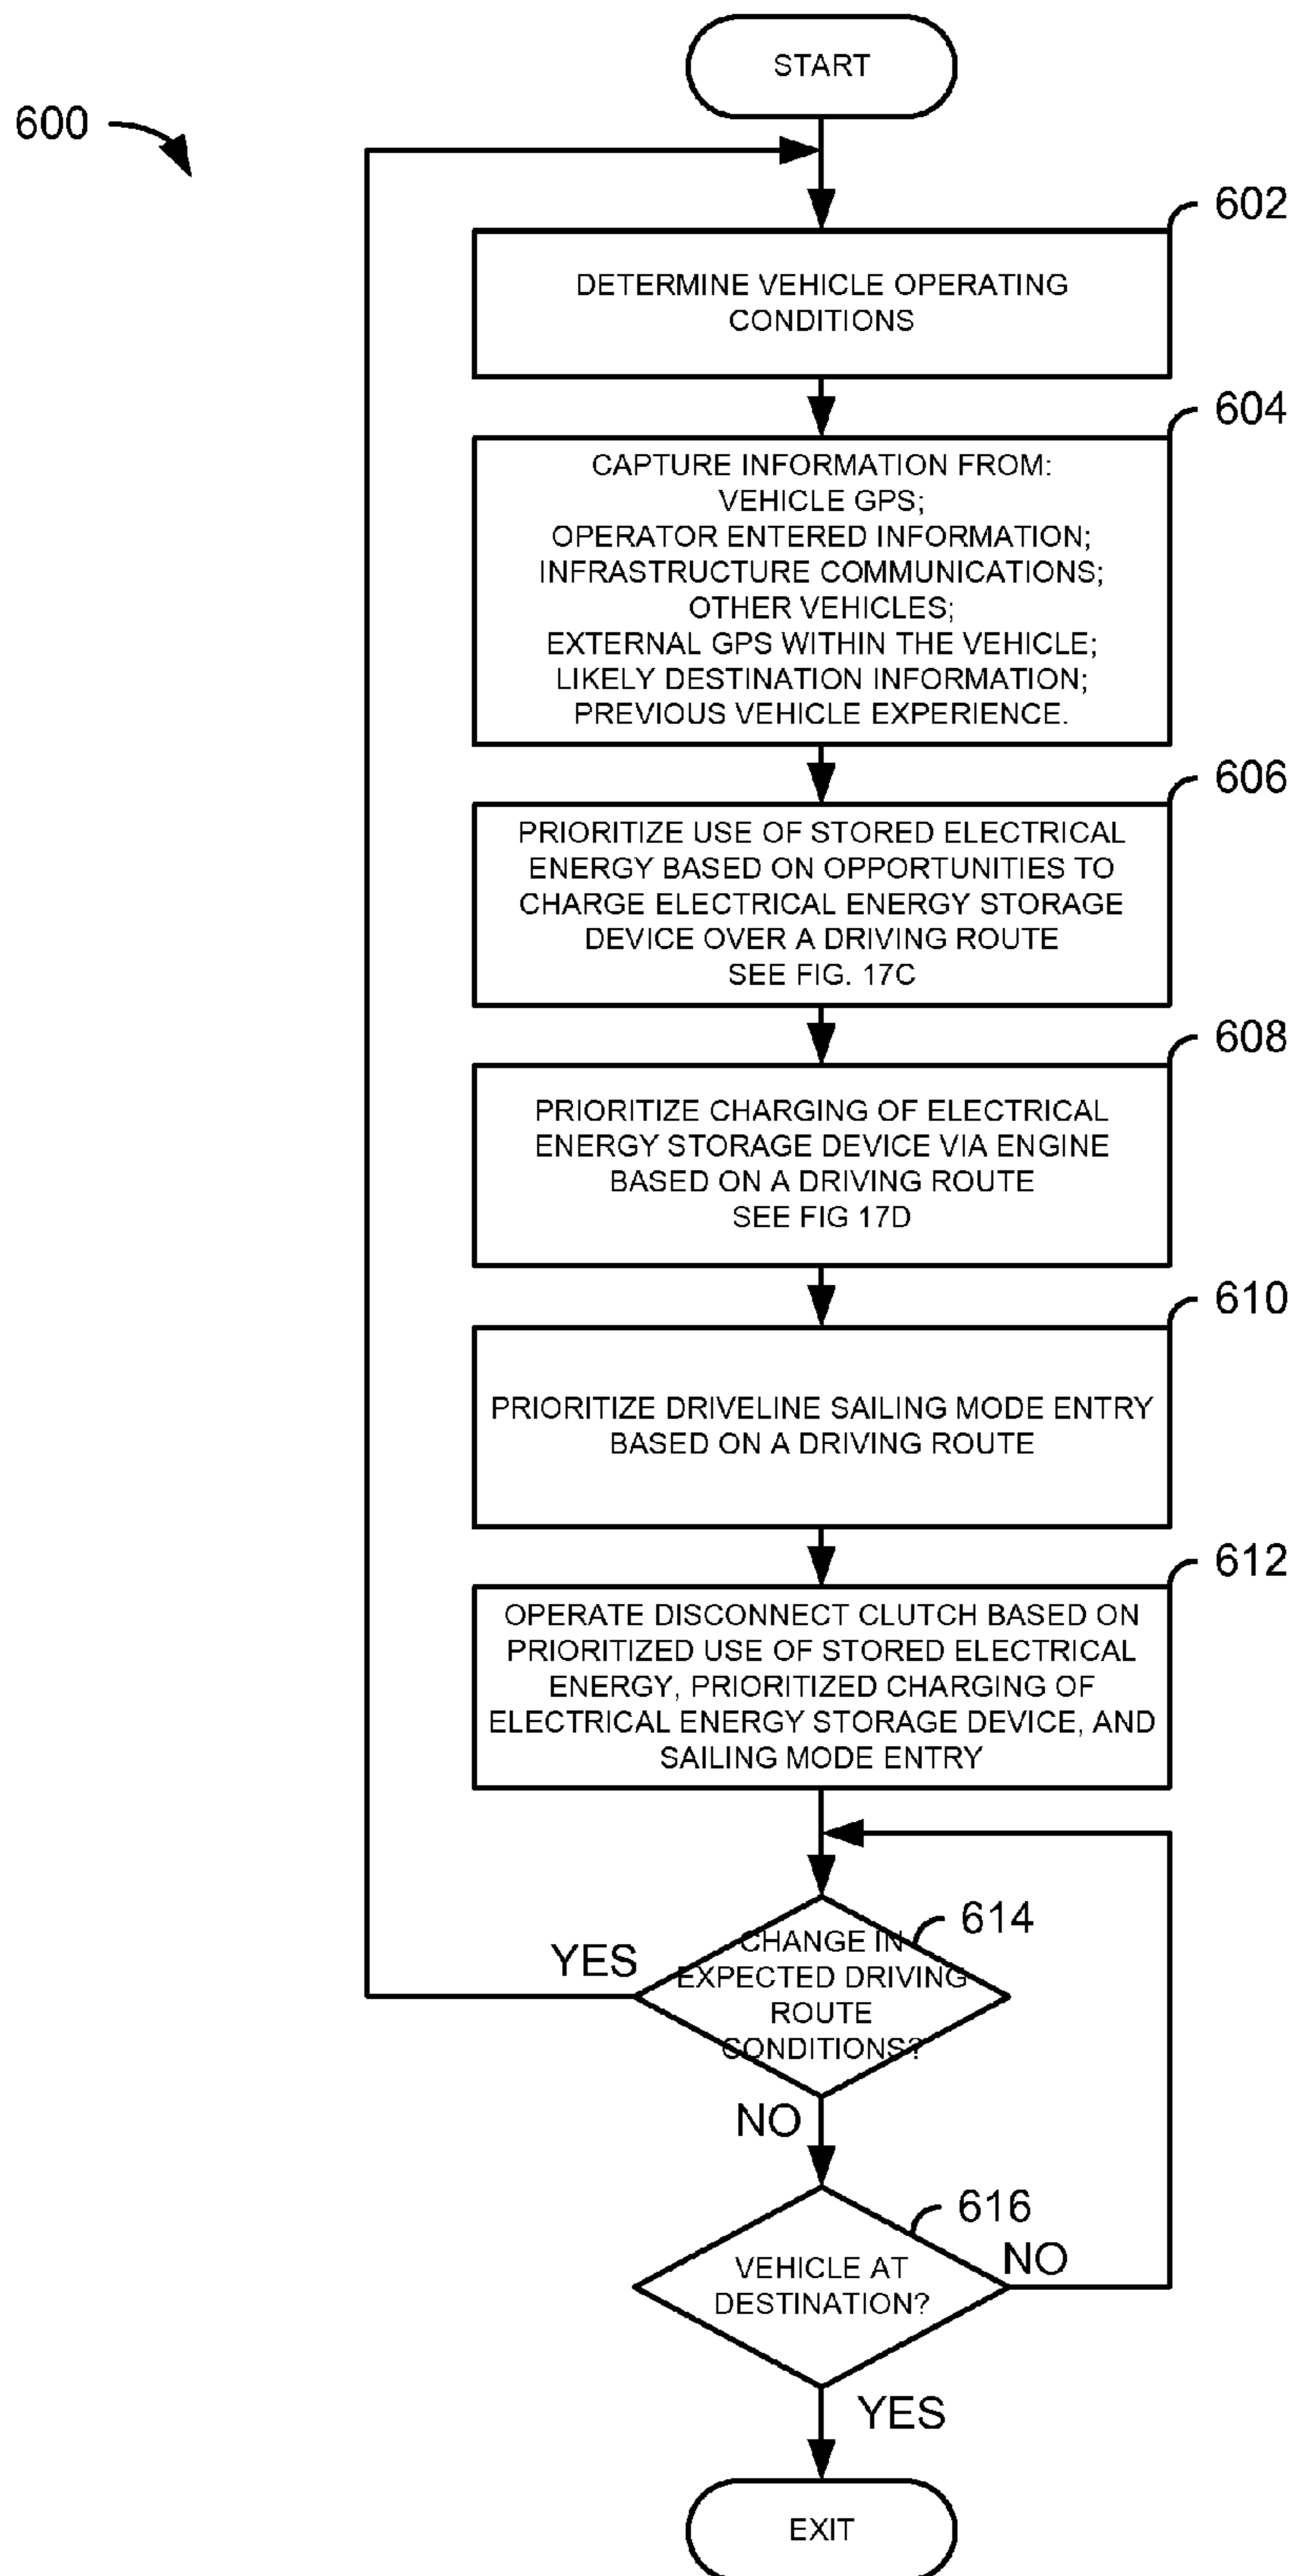 START
600
602
DETERMINE VEHICLE OPERATING
CONDITIONS
604
CAPTURE INFORMATION FROM:
VEHICLE GPS;
OPERATOR ENTERED INFORMATION;
INFRASTRUCTURE COMMUNICATIONS;
OTHER VEHICLES;
EXTERNAL GPS WITHIN THE VEHICLE;
LIKELY DESTINATION INFORMATION;
PREVIOUS VEHICLE EXPERIENCE.
606
PRIORITIZE USE OF STORED ELECTRICAL
ENERGY BASED ON OPPORTUNITIES TO
CHARGE ELECTRICAL ENERGY STORAGE
DEVICE OVER A DRIVING ROUTE
SEE FIG. 17C
608
PRIORITIZE CHARGING OF ELECTRICAL
ENERGY STORAGE DEVICE VIA ENGINE
BASED ON A DRIVING ROUTE
SEE FIG 17D
610
PRIORITIZE DRIVELINE SAILING MODE ENTRY
BASED ON A DRIVING ROUTE
612
OPERATE DISCONNECT CLUTCH BASED ON
PRIORITIZED USE OF STORED ELECTRICAL
ENERGY, PRIORITIZED CHARGING OF
ELECTRICAL ENERGY STORAGE DEVICE, AND
SAILING MODE ENTRY
614
YES
CHANGE IN
EXPECTED DRIVING
ROUTE
CONDITIONS?
NO
616
NO
VEHICLE AT
DESTINATION?
YES
EXIT